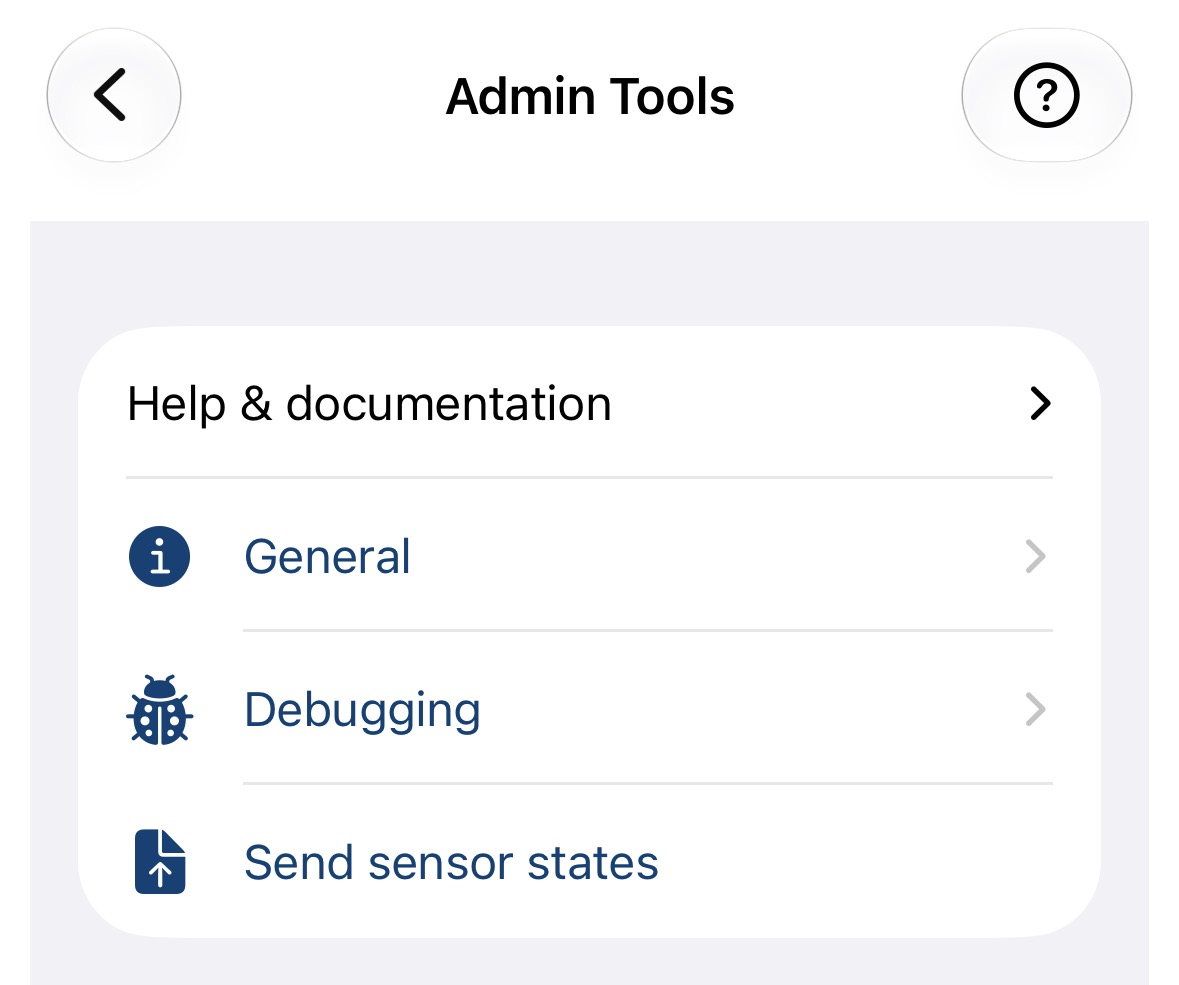 Admin Tools
Help & documentation
General
Debugging
Send sensor states